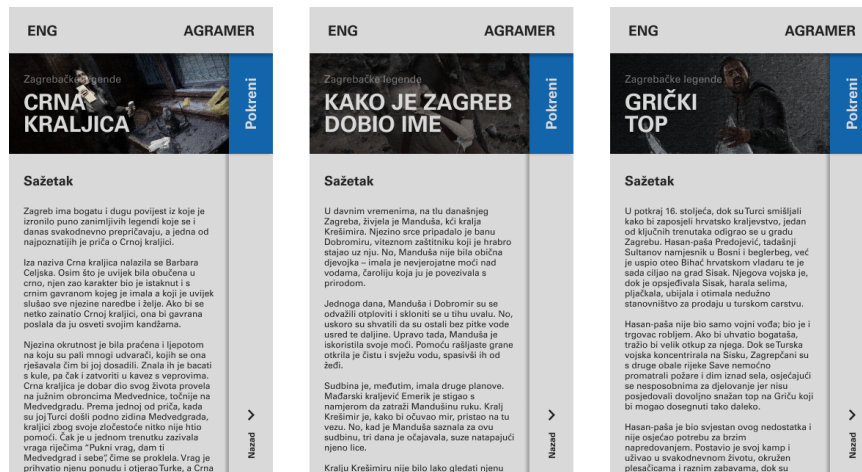 ENG
AGRAMER
Zagrebačke legende
CRNA
KRALJICA
Pokreni
Sažetak
Zagreb ima bogatu i dugu povijest iz koje je
izronilo puno zanimljivih legendi koje se i
danas svakodnevno prepričavaju, a jedna od
najpoznatijih je priča o Crnoj kraljici.
Iza naziva Crna kraljica nalazila se Barbara
Celjska. Osim što je uvijek bila obučena u
crno, njen zao karakter bio je istaknut i s
crnim gavranom kojeg je imala a koji je uvijek
slušao sve njezine naredbe i želje. Ako bi se
netko zainatio Crnoj kraljici, ona bi gavrana
poslala da ju osveti svojim kandžama.
Njezina okrutnost je bila praćena i ljepotom
na koju su pali mnogi udvarači, kojih se ona
rješavala čim bi joj dosadili. Znala ih je bacati
s kule, pa čak i zatvoriti u kavez s veprovima.
Crna kraljica je dobar dio svog života provela
na južnim obroncima Medvednice, točnije na
Medvedgradu. Prema jednoj od priča, kada
su joj Turci došli podno zidina Medvedgrada,
kraljici zbog svoje zločestoće nitko nije htio
pomoći. Čak je u jednom trenutku zazivala
vraga riječima "Pukni vrag, dam ti
Medvedgrad i sebe", čime se proklela. Vrag je
prihvatio njenu ponudu i otjerao Turke, a Crna
Nazad
ENG
AGRAMER
Zagrebačke legende
KAKO JE ZAGREB
DOBIO IME
Pokreni
Sažetak
U davnim vremenima, na tlu današnjeg
Zagreba, živjela je Manduša, kći kralja
Krešimira. Njezino srce pripadalo je banu
Dobromiru, viteznom zaštitniku koji je hrabro
stajao uz nju. No, Manduša nije bila obična
djevojka – imala je nevjerojatne moći nad
vodama, čaroliju koja ju je povezivala s
prirodom.
Jednoga dana, Manduša i Dobromir su se
odvažili otploviti i skloniti se u tihu uvalu. No,
uskoro su shvatili da su ostali bez pitke vode
usred te daljine. Upravo tada, Manduša je
iskoristila svoje moći. Pomoću rašljaste grane
otkrila je čistu i svježu vodu, spasivši ih od
žeđi.
Sudbina je, međutim, imala druge planove.
Mađarski kraljević Emerik je stigao s
namjerom da zatraži Mandušinu ruku. Kralj
Krešimir je, kako bi očuvao mir, pristao na tu
vezu. No, kad je Manduša saznala za ovu
sudbinu, tri dana je očajavala, suze natapajući
njeno lice.
Kralju Krešimiru nije bilo lako gledati njenu
Nazad
ENG
AGRAMER
Zagrebačke legende
GRIČKI
TOP
Pokreni
Sažetak
U potkraj 16. stoljeća, dok su Turci smišljali
kako bi zaposjeli hrvatsko kraljevstvo, jedan
od ključnih trenutaka odigrao se u gradu
Zagrebu. Hasan-paša Predojević, tadašnji
Sultanov namjesnik u Bosni i beglerbeg, već
je uspio oteo Bihać hrvatskom vladaru te je
sada ciljao na grad Sisak. Njegova vojska je,
dok je opsjeđivala Sisak, harala selima,
pljačkala, ubijala i otimala nedužno
stanovništvo za prodaju u turskom carstvu.
Hasan-paša nije bio samo vojni vođa; bio je i
trgovac robljem. Ako bi uhvatio bogataša,
tražio bi velik otkup za njega. Dok se Turska
vojska koncentrirala na Sisku, Zagrepčani su
s druge obale rijeke Save nemoćno
promatrali požare i dim iznad sela, osjećajući
se nesposobnima za djelovanje jer nisu
posjedovali dovoljno snažan top na Griču koji
bi mogao dosegnuti tako daleko.
Hasan-paša je bio svjestan ovog nedostatka i
nije osjećao potrebu za brzim
napredovanjem. Postavio je svoj kamp i
uživao u svakodnevnom životu, okružen
plesačicama i raznim zabavama, dok su
Nazad